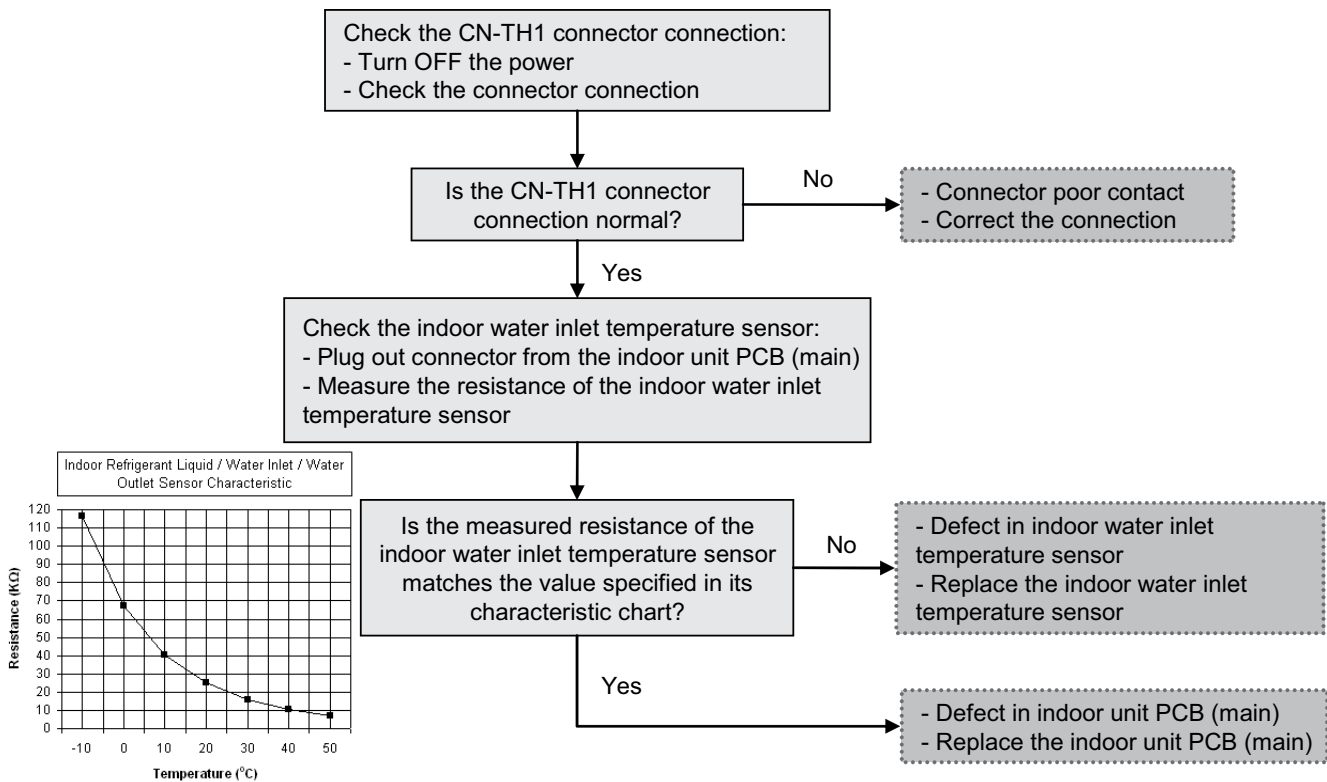 Check the CN-TH1 connector connection:
- Turn OFF the power
- Check the connector connection
Is the CN-TH1 connector
connection normal?
No
- Connector poor contact
- Correct the connection
Yes
Check the indoor water inlet temperature sensor:
- Plug out connector from the indoor unit PCB (main)
- Measure the resistance of the indoor water inlet
temperature sensor
Indoor Refrigerant Liquid / Water Inlet / Water
Outlet Sensor Characteristic
120
110
100
90
80
70
60
50
40
30
20
10
0
Resistance (KΩ)
-10 0 10 20 30 40 50
Temperature (°C)
Is the measured resistance of the
indoor water inlet temperature sensor
matches the value specified in its
characteristic chart?
No
- Defect in indoor water inlet
temperature sensor
- Replace the indoor water inlet
temperature sensor
Yes
- Defect in indoor unit PCB (main)
- Replace the indoor unit PCB (main)